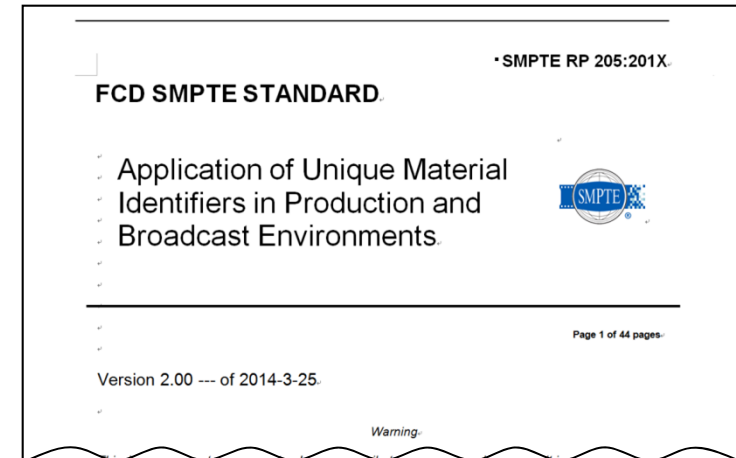 SMPTE RP 205:201X
FCD SMPTE STANDARD
Application of Unique Material
Identifiers in Production and
Broadcast Environments
SMPTE
®
Page 1 of 44 pages
Version 2.00 --- of 2014-3-25
Warning